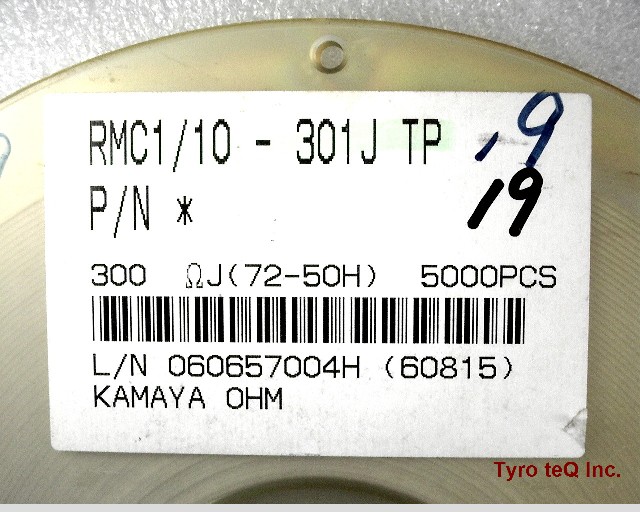 RMC1/10 - 301J TP
,9
P/N *
19
300 ΩJ(72-50H) 5000PCS
L/N 060657004H (60815)
KAMAYA OHM
Tyro teQ Inc.